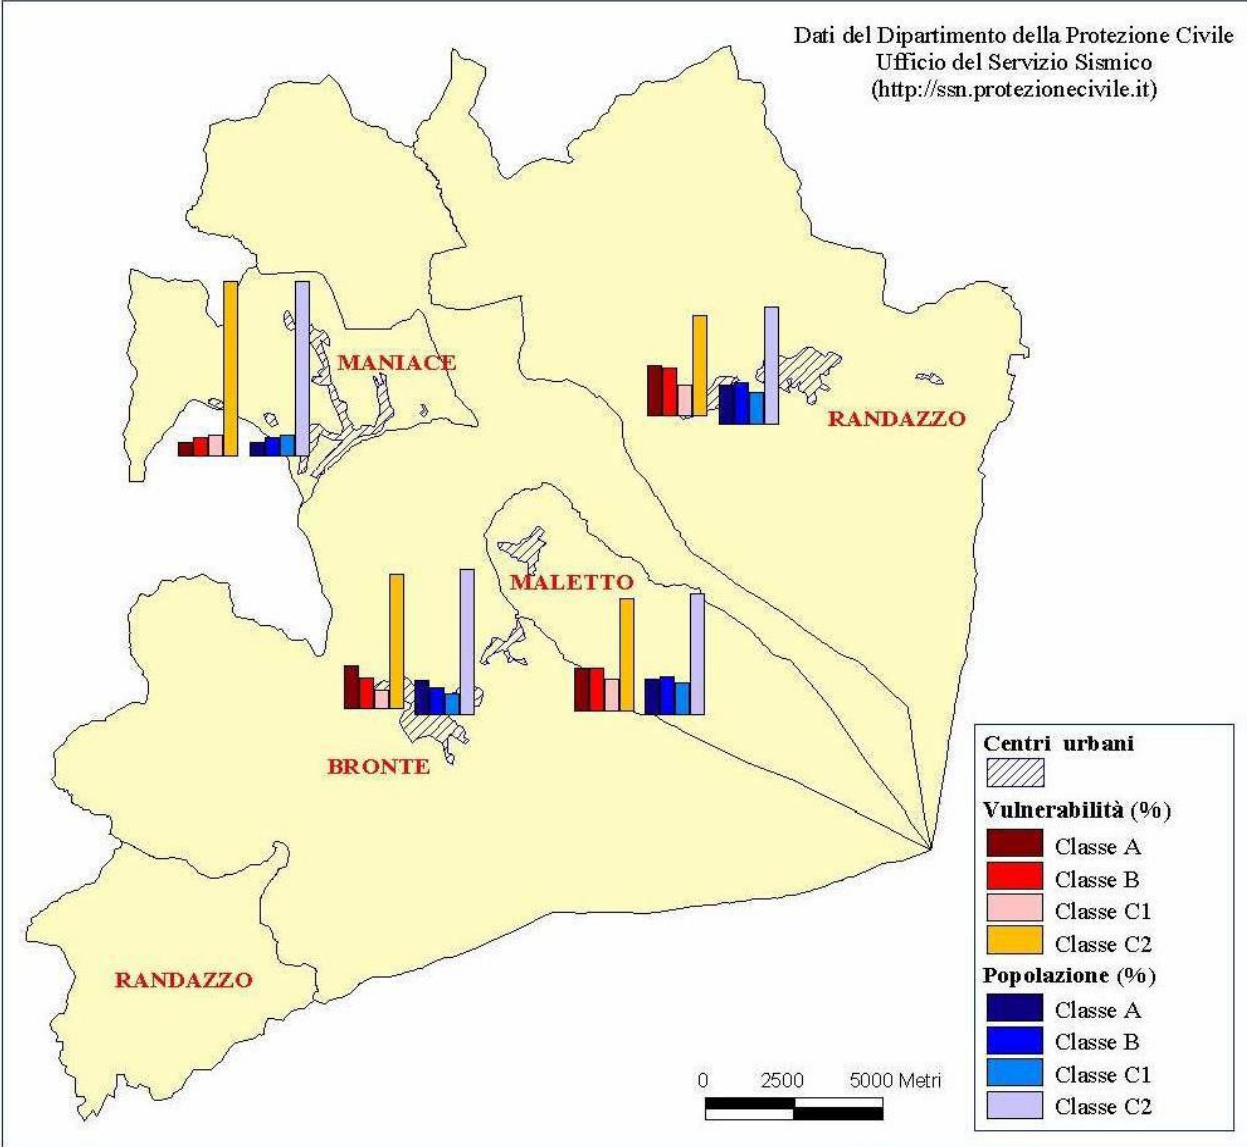 Dati del Dipartimento della Protezione Civile
Ufficio del Servizio Sismico
(http://ssn.protezionecivile.it)
MANIACE
RANDAZZO
MALETTO
BRONTE
RANDAZZO
Centri urbani
Vulnerabilità (%)
Classe A
Classe B
Classe C1
Classe C2
Popolazione (%)
Classe A
Classe B
Classe C1
Classe C2
0 2500 5000 Metri